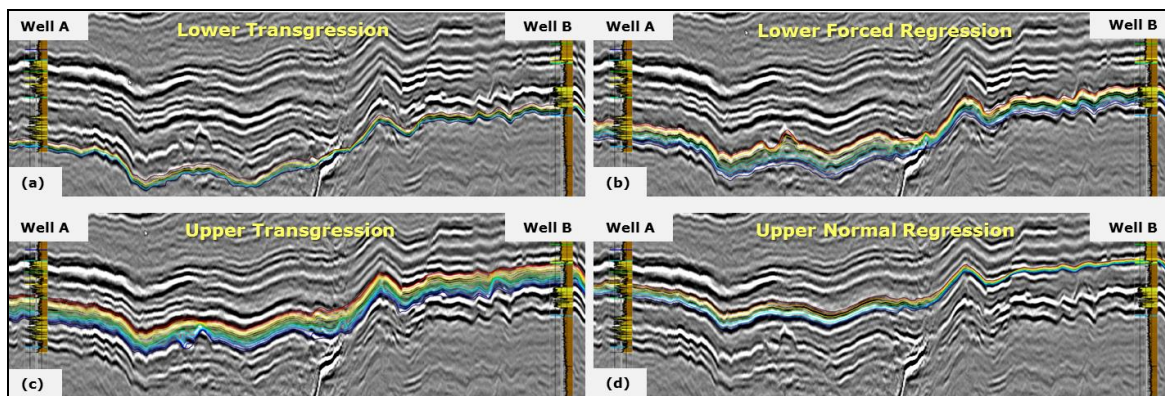 Well A
Lower Transgression
Well B
(a)
Well A
Lower Forced Regression
Well B
(b)
Well A
Upper Transgression
Well B
(c)
Well A
Upper Normal Regression
Well B
(d)